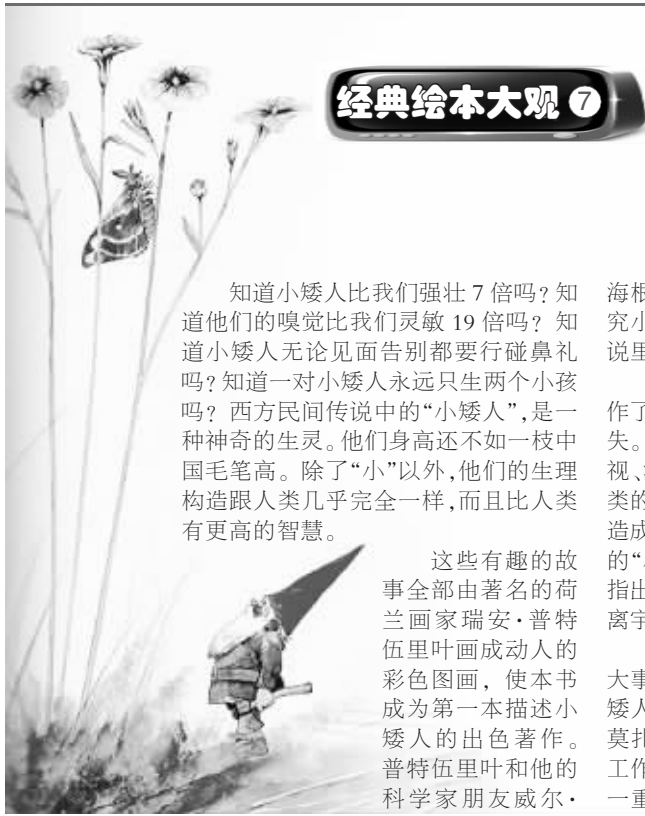 经典绘本大观 7
知道小矮人比我们强壮 7 倍吗？知
道他们的嗅觉比我们灵敏 19 倍吗？知
道小矮人无论见面告别都要行碰鼻礼
吗？知道一对小矮人永远只生两个小孩
吗？西方民间传说中的“小矮人”，是一
种神奇的生灵。他们身高还不如一枝中
国毛笔高。除了“小”以外，他们的生理
构造跟人类几乎完全一样，而且比人类
有更高的智慧。
这些有趣的故
事全部由著名的荷
兰画家瑞安·普特
伍里叶画成动人的
彩色图画，使本书
成为第一本描述小
矮人的出色著作。
普特伍里叶和他的
科学家朋友威尔·
海根
究小
说里
作了
失。
视、
类的
造成
的“
指出
离宇
大事
矮人
莫扎
工作
一重